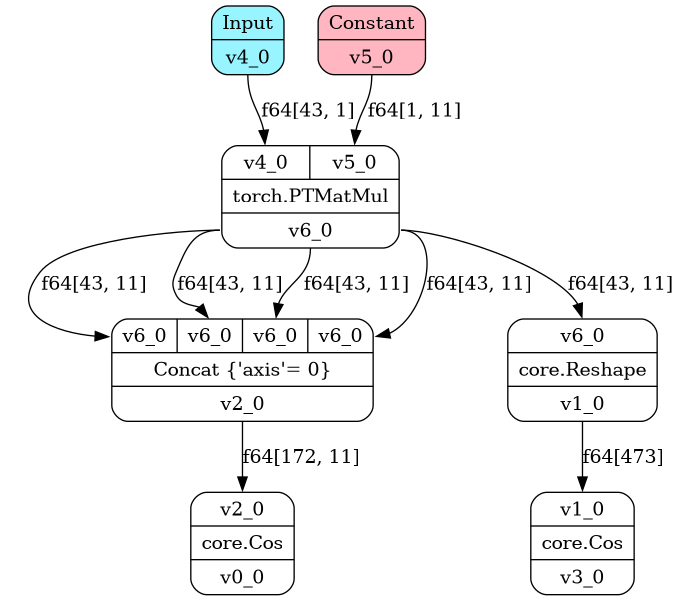 Input Constant
v4_0 v5_0
f64[43, 1] f64[1, 11]
v4_0 v5_0
torch.PTMatMul
v6_0
f64[43, 11] f64[43, 11] f64[43, 11] f64[43, 11] f64[43, 11]
v6_0 v6_0 v6_0 v6_0 v6_0
Concat {'axis'= 0} core.Reshape
v2_0 v1_0
f64[172, 11] f64[473]
v2_0 v1_0
core.Cos core.Cos
v0_0 v3_0